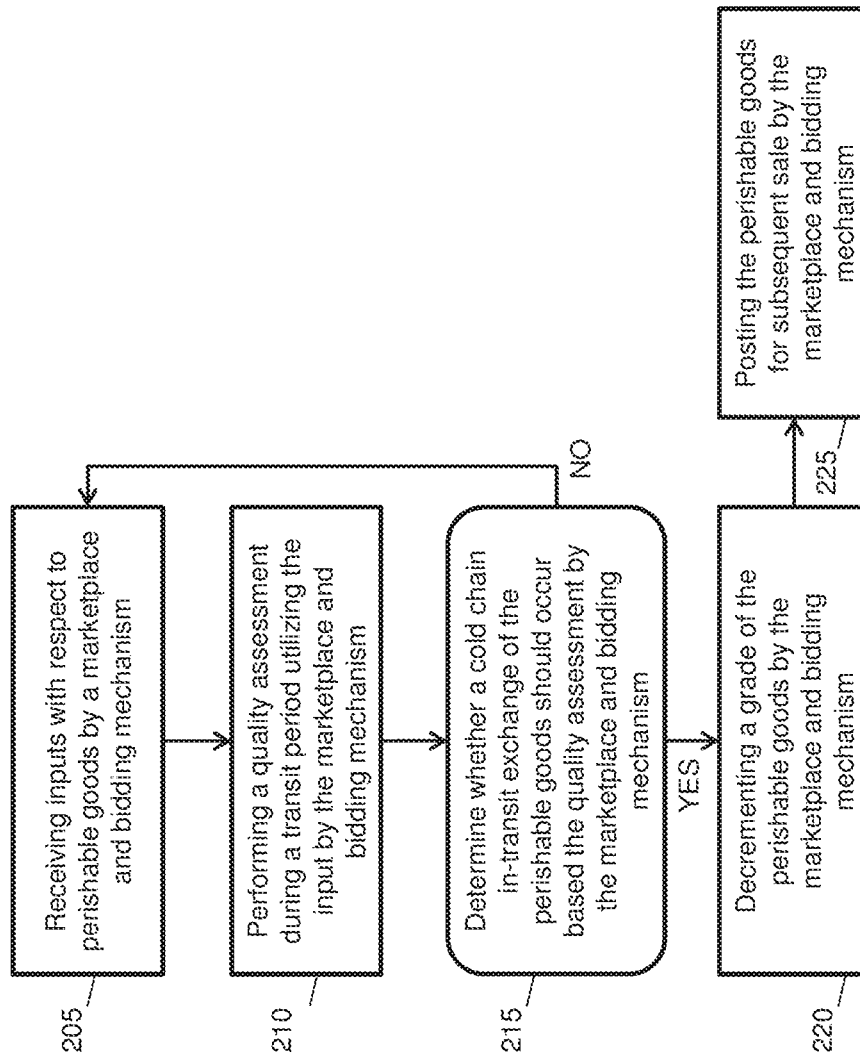 205
Receiving inputs with respect to
perishable goods by a marketplace
and bidding mechanism
210
Performing a quality assessment
during a transit period utilizing the
input by the marketplace and
bidding mechanism
215
Determine whether a cold chain
in-transit exchange of the
perishable goods should occur
based the quality assessment by
the marketplace and bidding
mechanism
NO
YES
220
Decrementing a grade of the
perishable goods by the
marketplace and bidding
mechanism
225
Posting the perishable goods
for subsequent sale by the
marketplace and bidding
mechanism